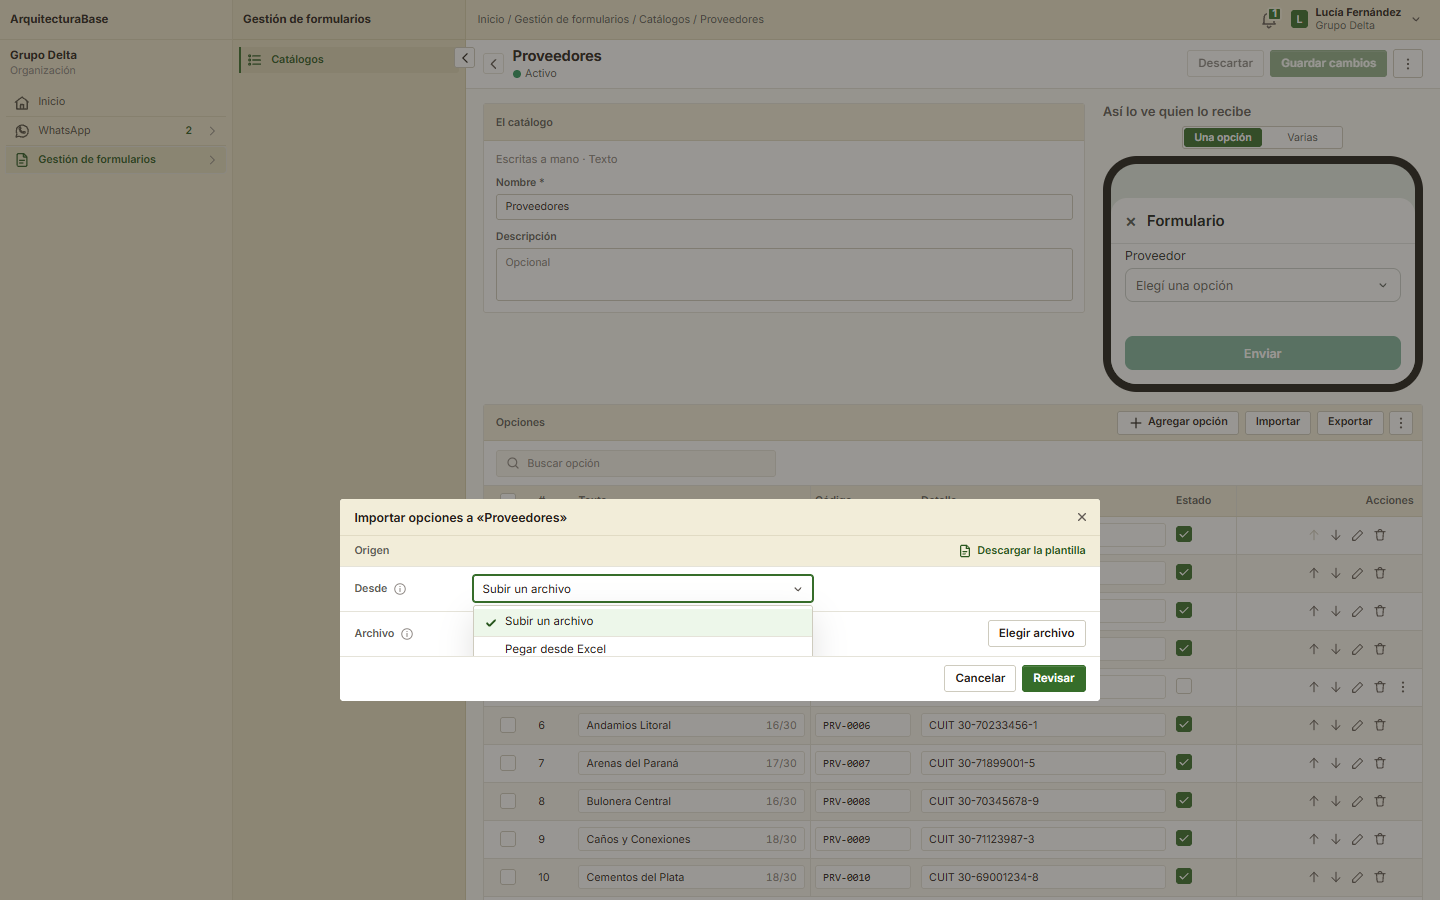 ArquitecturaBase
Grupo Delta
Organización
Inicio
WhatsApp 2
Gestión de formularios
Gestión de formularios
Catálogos
Inicio / Gestión de formularios / Catálogos / Proveedores
1
L
Lucía Fernández
Grupo Delta
Proveedores
Activo
Descartar
Guardar cambios
El catálogo
Escritas a mano · Texto
Nombre *
Proveedores
Descripción
Opcional
Así lo ve quien lo recibe
Una opción
Varias
Formulario
Proveedor
Elegí una opción
Enviar
Opciones
Agregar opción
Importar
Exportar
Buscar opción
Estado
Acciones
Importar opciones a «Proveedores»
Origen
Descargar la plantilla
Desde
Subir un archivo
Subir un archivo
Pegar desde Excel
Archivo
Elegir archivo
Cancelar
Revisar
6 Andamios Litoral 16/30 PRV-0006 CUIT 30-70233456-1
7 Arenas del Paraná 17/30 PRV-0007 CUIT 30-71899001-5
8 Bulonera Central 16/30 PRV-0008 CUIT 30-70345678-9
9 Caños y Conexiones 18/30 PRV-0009 CUIT 30-71123987-3
10 Cementos del Plata 18/30 PRV-0010 CUIT 30-69001234-8